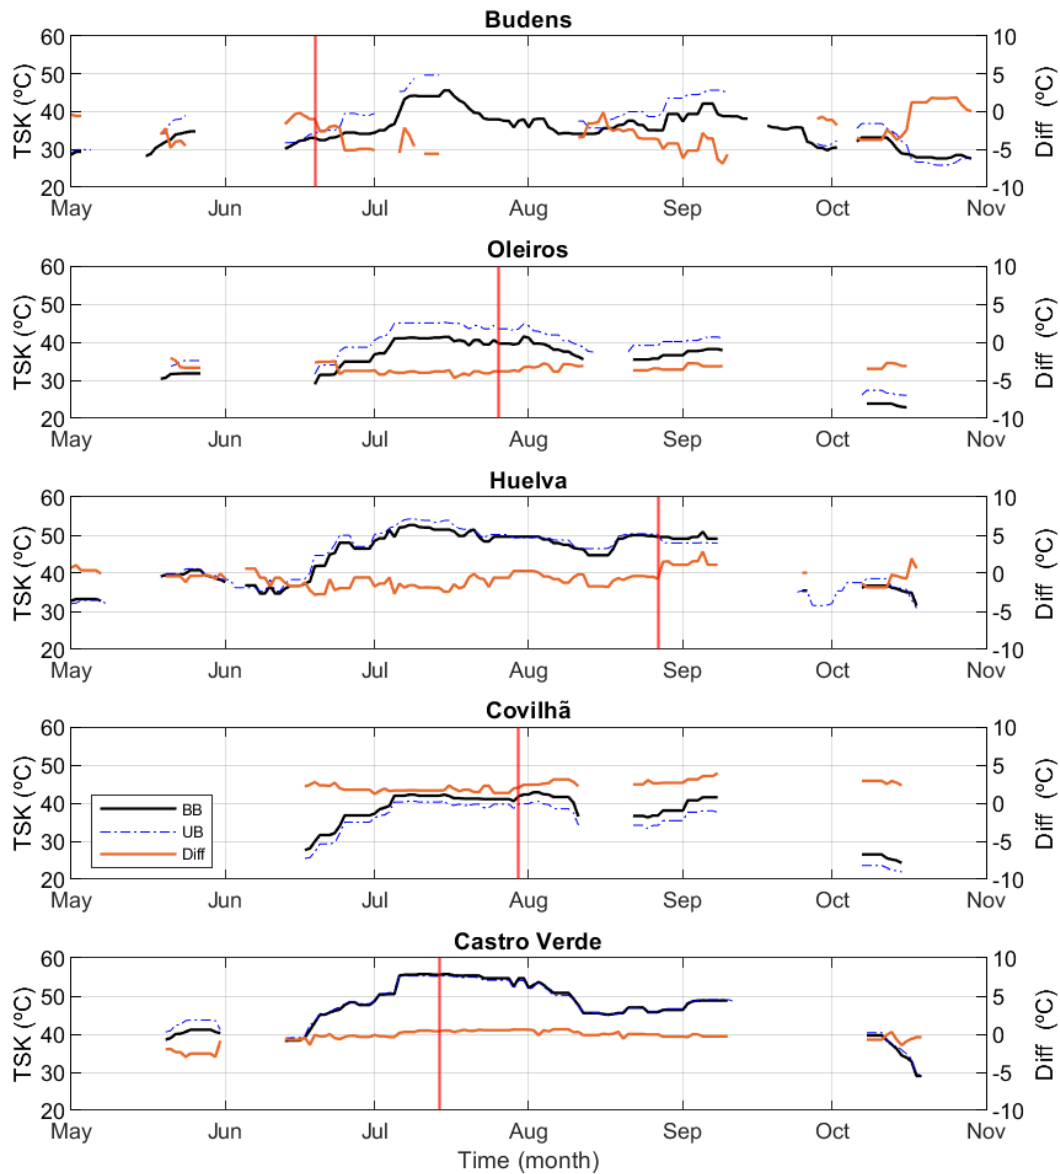 Budens
60 10
50 5
TSK (ºC) 40 0 Diff (ºC)
30 -5
20 -10
May Jun Jul Aug Sep Oct Nov
Oleiros
60 10
50 5
TSK (ºC) 40 0 Diff (ºC)
30 -5
20 -10
May Jun Jul Aug Sep Oct Nov
Huelva
60 10
50 5
TSK (ºC) 40 0 Diff (ºC)
30 -5
20 -10
May Jun Jul Aug Sep Oct Nov
Covilhã
60 10
50 5
TSK (ºC) 40 0 Diff (ºC)
BB
UB
Diff
30 -5
20 -10
May Jun Jul Aug Sep Oct Nov
Castro Verde
60 10
50 5
TSK (ºC) 40 0 Diff (ºC)
30 -5
20 -10
May Jun Jul Aug Sep Oct Nov
Time (month)